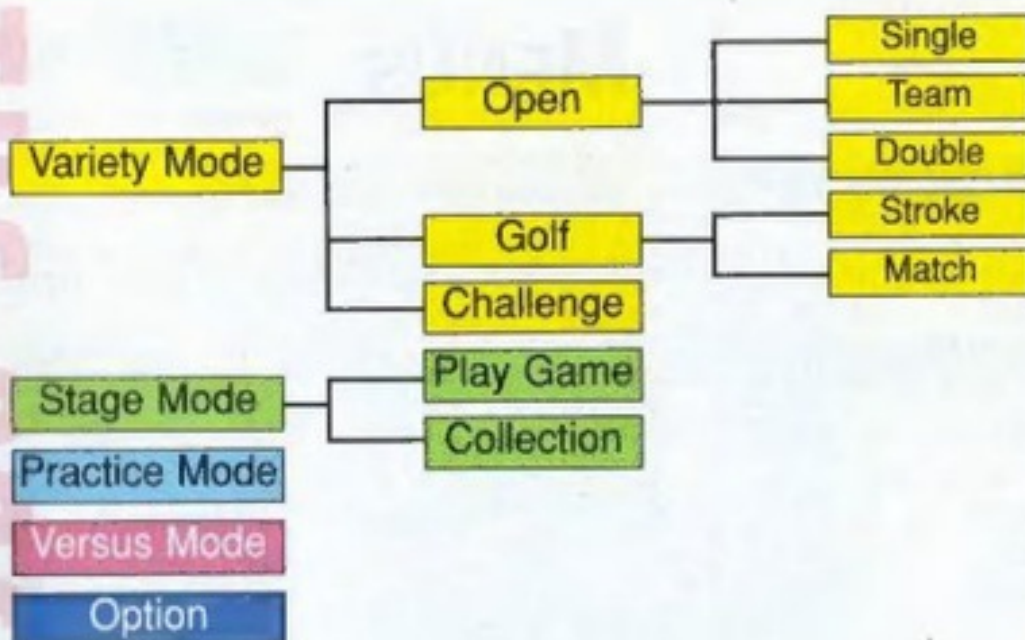 Variety Mode
Open
Single
Team
Double
Golf
Stroke
Match
Challenge
Stage Mode
Play Game
Collection
Practice Mode
Versus Mode
Option